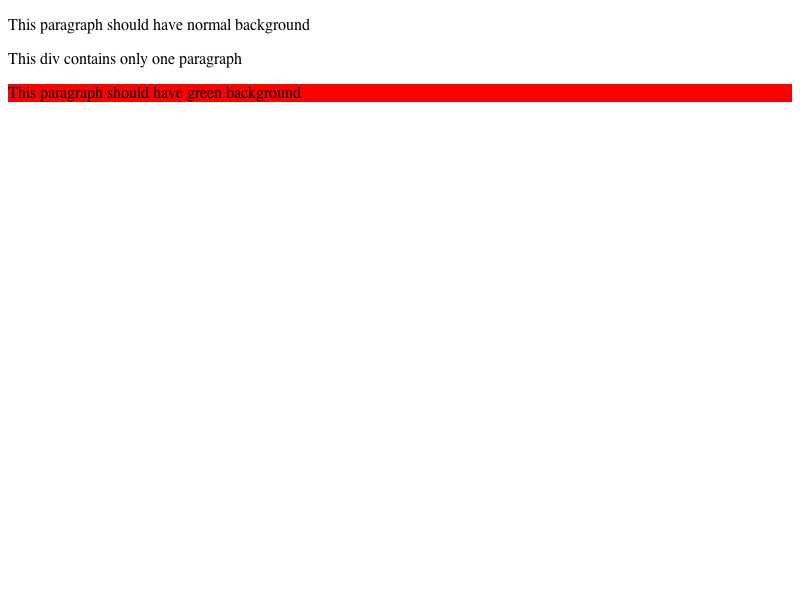 This paragraph should have normal background
This div contains only one paragraph
This paragraph should have green background